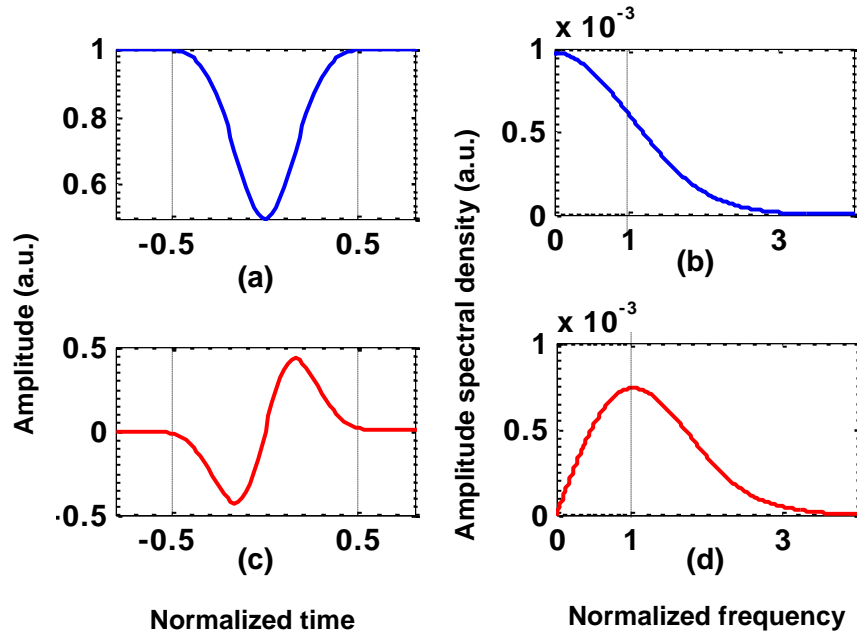 x 10⁻³
1
0.8
0.6
-0.5
0.5
(a)
1
0.5
0
0
1
3
(b)
Amplitude (a.u.)
Amplitude spectral density (a.u.)
0.5
0
-0.5
-0.5
0.5
(c)
x 10⁻³
1
0.5
0
0
1
3
(d)
Normalized time
Normalized frequency